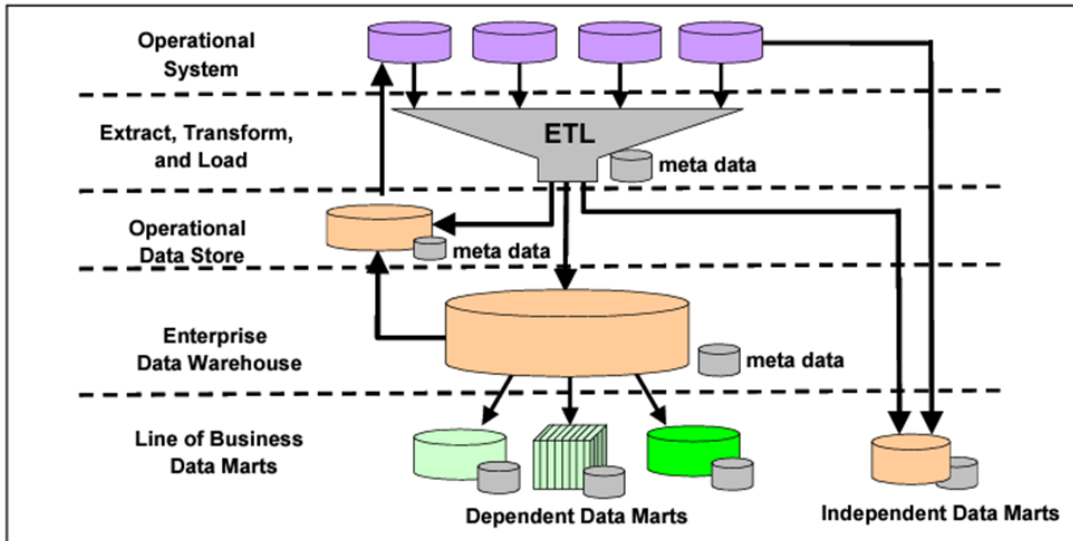 Operational
System
Extract, Transform,
and Load
ETL
meta data
Operational
Data Store
meta data
Enterprise
Data Warehouse
meta data
Line of Business
Data Marts
Dependent Data Marts
Independent Data Marts